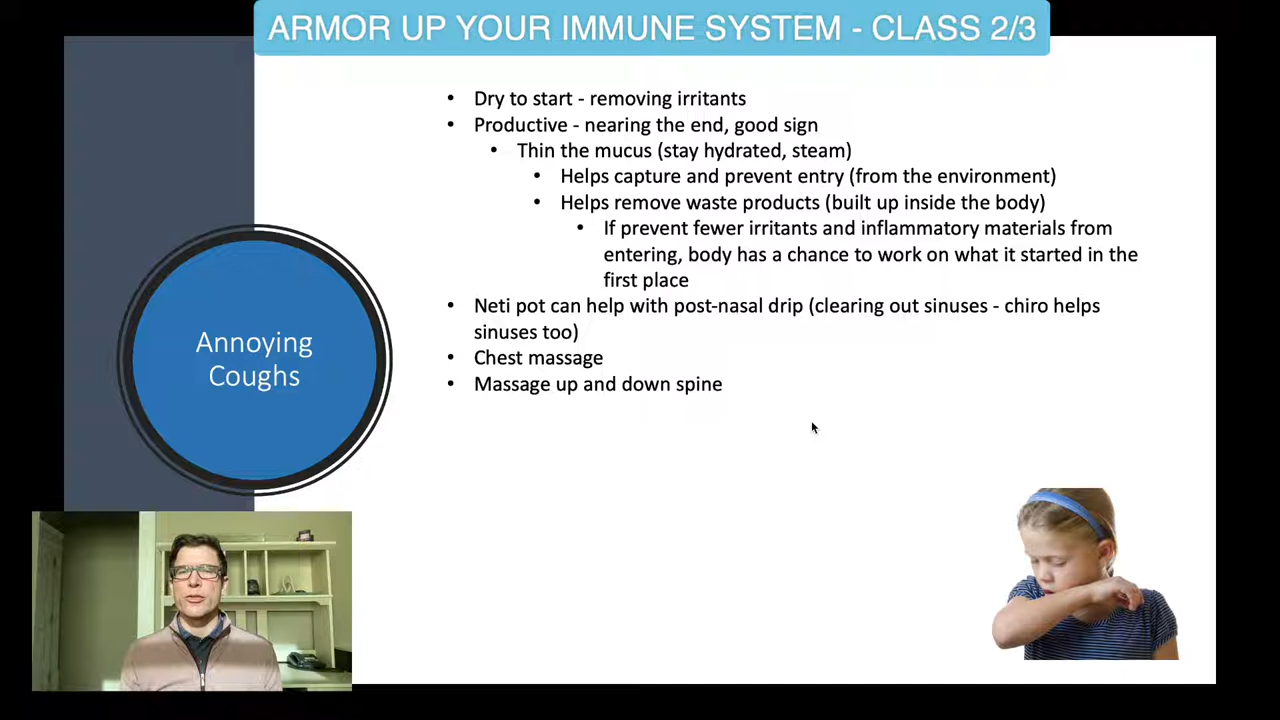 ARMOR UP YOUR IMMUNE SYSTEM - CLASS 2/3
• Dry to start - removing irritants
• Productive - nearing the end, good sign
• Thin the mucus (stay hydrated, steam)
• Helps capture and prevent entry (from the environment)
• Helps remove waste products (built up inside the body)
• If prevent fewer irritants and inflammatory materials from
entering, body has a chance to work on what it started in the
first place
• Neti pot can help with post-nasal drip (clearing out sinuses - chiro helps
sinuses too)
• Chest massage
• Massage up and down spine
Annoying
Coughs